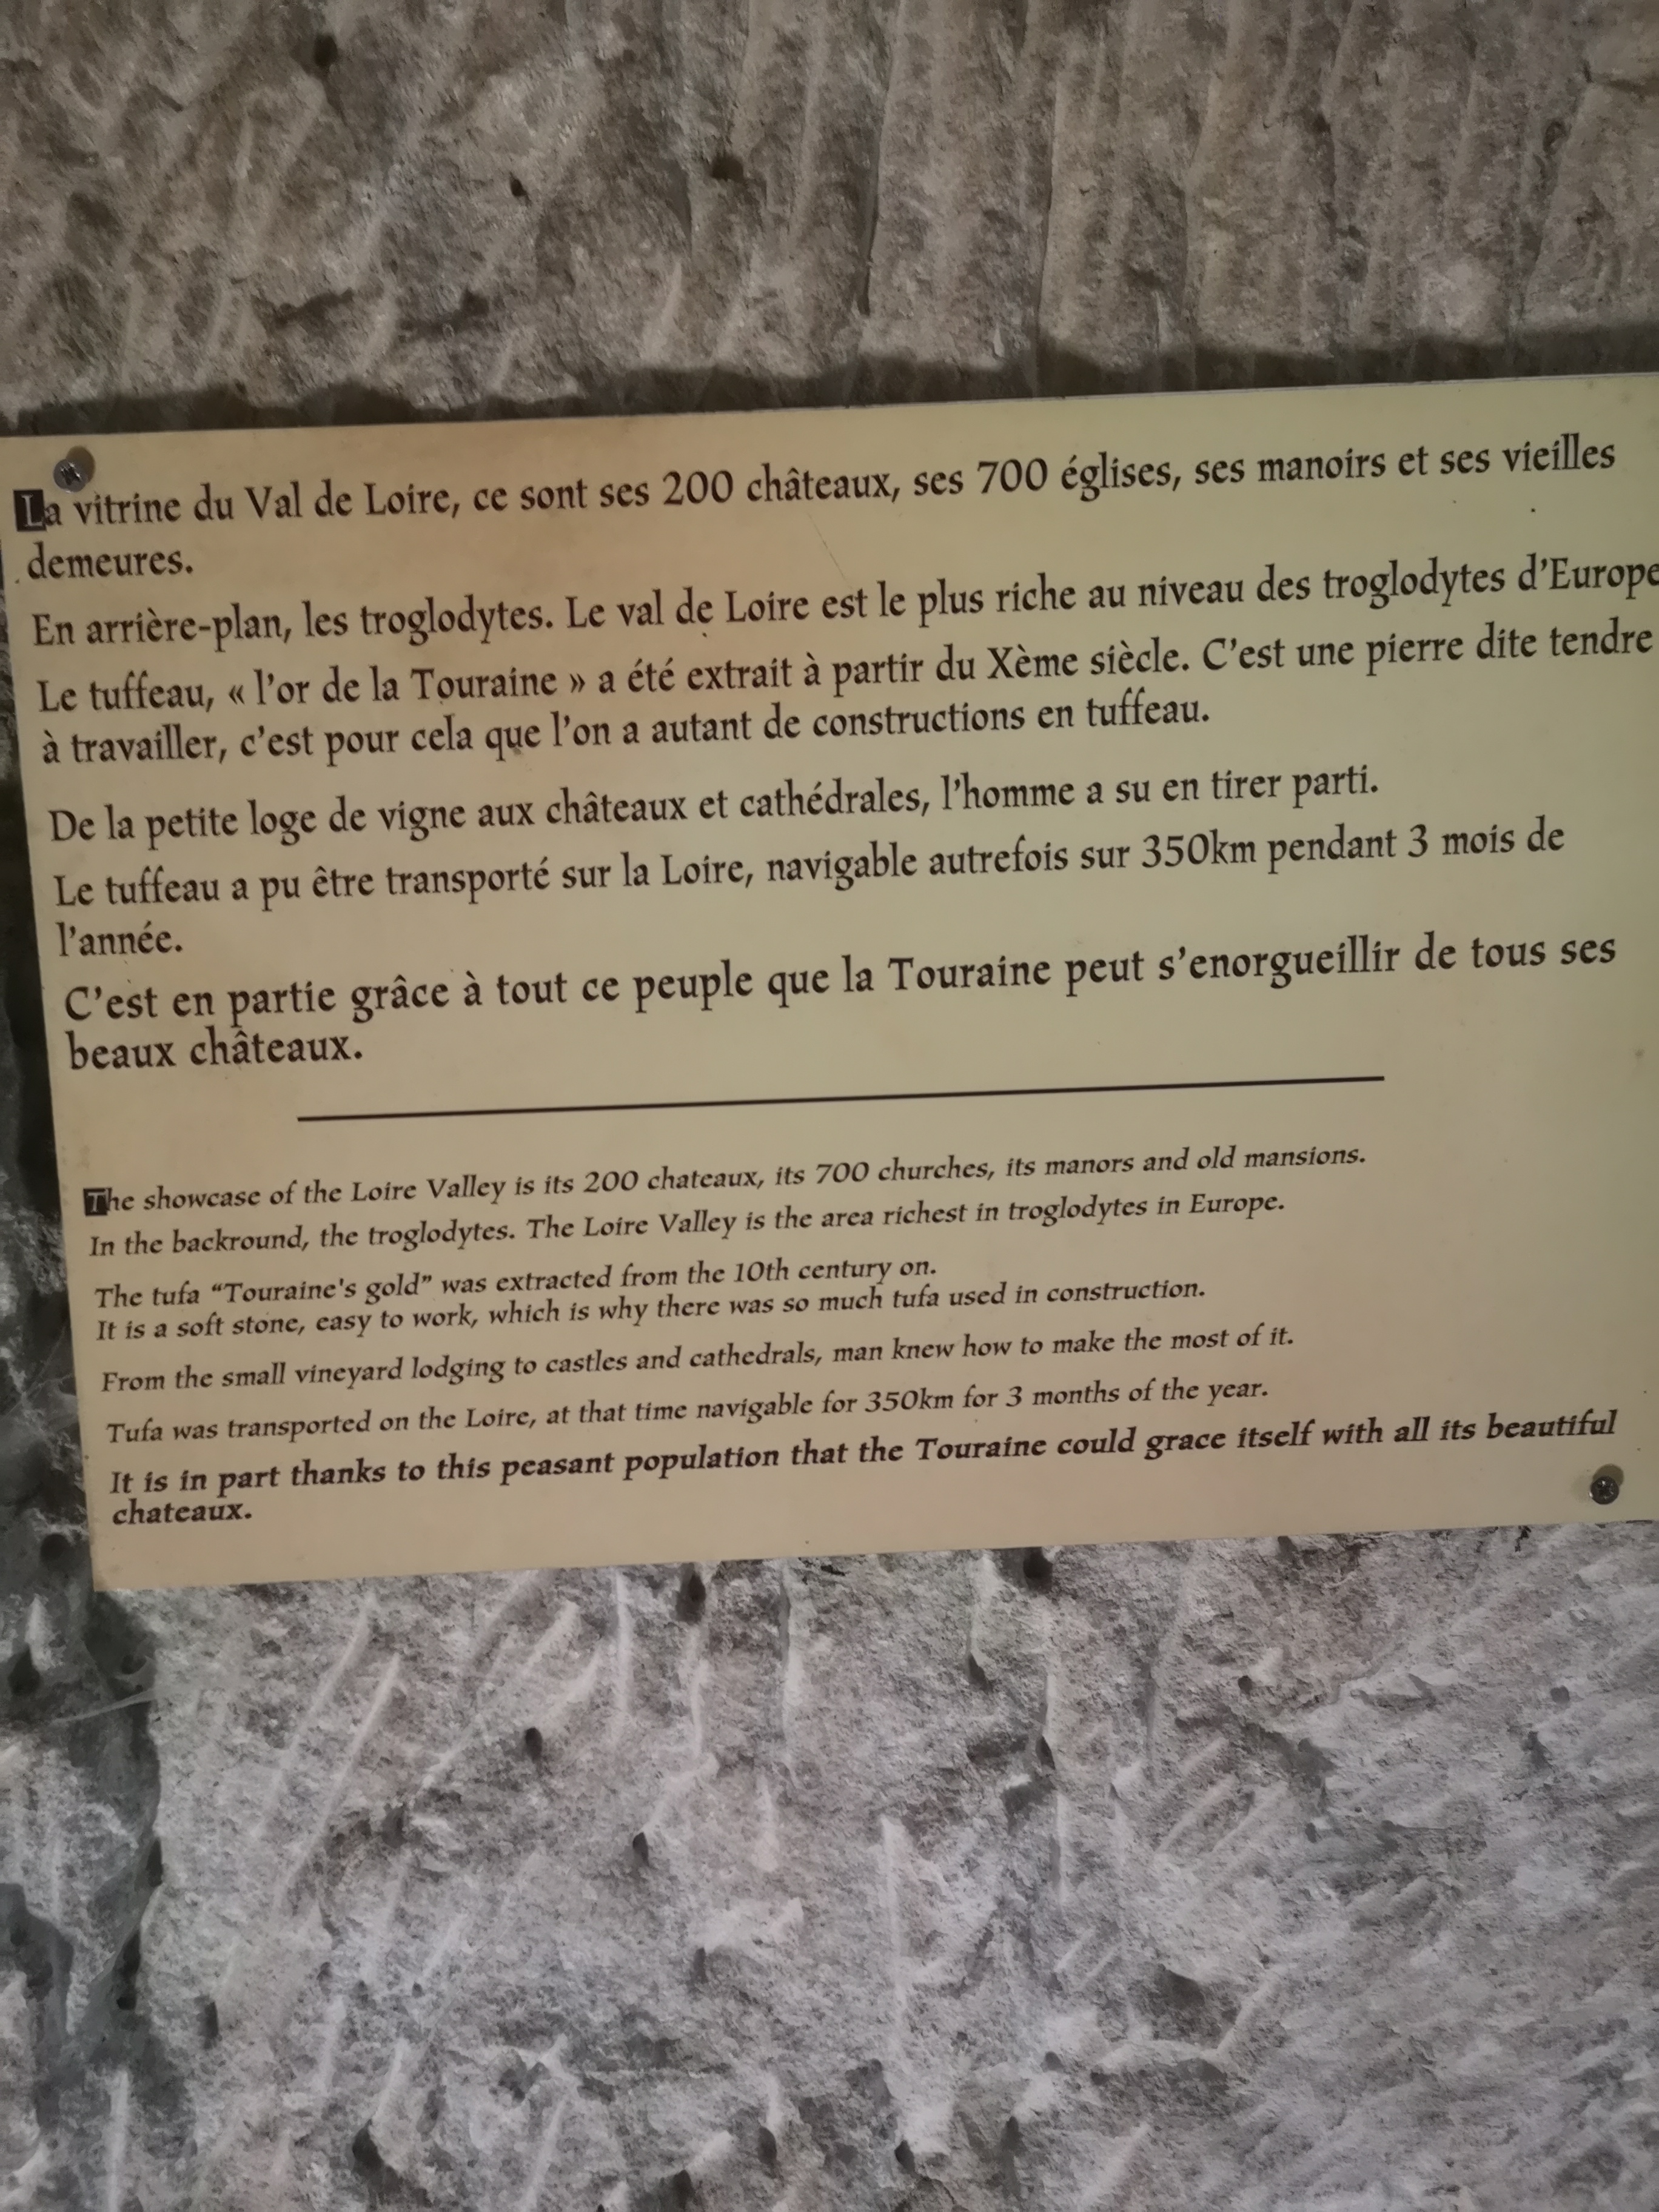 La vitrine du Val de Loire, ce sont ses 200 châteaux, ses 700 églises, ses manoirs et ses vieilles
demeures.
En arrière-plan, les troglodytes. Le val de Loire est le plus riche au niveau des troglodytes d'Europe
Le tuffeau, « l'or de la Touraine » a été extrait à partir du Xème siècle. C'est une pierre dite tendre
à travailler, c'est pour cela que l'on a autant de constructions en tuffeau.
De la petite loge de vigne aux châteaux et cathédrales, l'homme a su en tirer parti.
Le tuffeau a pu être transporté sur la Loire, navigable autrefois sur 350km pendant 3 mois de
l'année.
C'est en partie grâce à tout ce peuple que la Touraine peut s'enorgueillir de tous ses
beaux châteaux.
The showcase of the Loire Valley is its 200 chateaux, its 700 churches, its manors and old mansions.
In the backround, the troglodytes. The Loire Valley is the area richest in troglodytes in Europe.
The tufa “Touraine's gold” was extracted from the 10th century on.
It is a soft stone, easy to work, which is why there was so much tufa used in construction.
From the small vineyard lodging to castles and cathedrals, man knew how to make the most of it.
Tufa was transported on the Loire, at that time navigable for 350km for 3 months of the year.
It is in part thanks to this peasant population that the Touraine could grace itself with all its beautiful
chateaux.